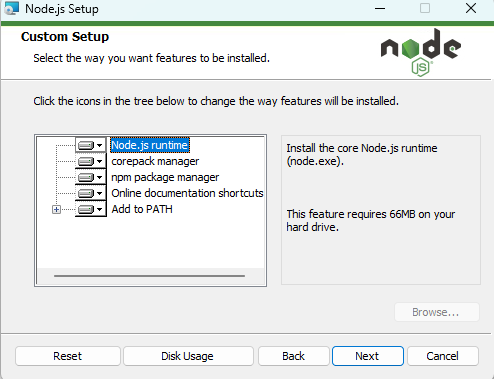 Node.js Setup
Custom Setup
Select the way you want features to be installed.
node
JS
Click the icons in the tree below to change the way features will be installed.
Node.js runtime
corepack manager
npm package manager
Online documentation shortcuts
Add to PATH
Install the core Node.js runtime
(node.exe).
This feature requires 66MB on your
hard drive.
Browse...
Reset
Disk Usage
Back
Next
Cancel